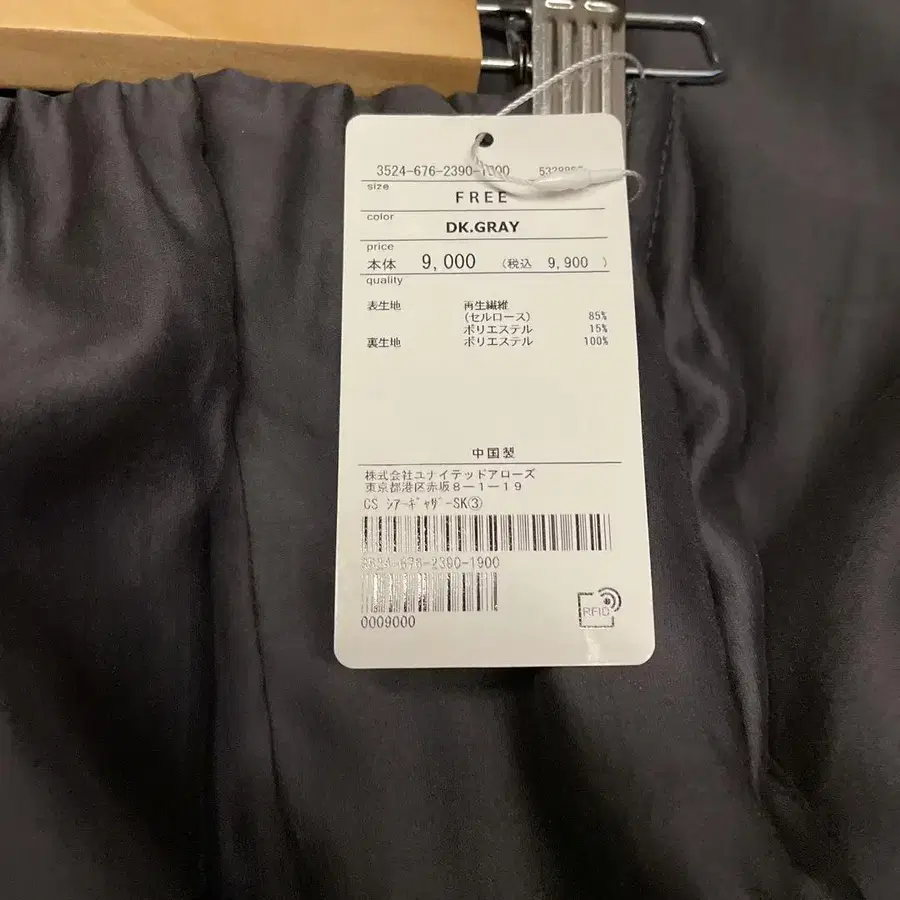 3524-676-2390-1900
size
FREE
color
DK.GRAY
price
本体 9,000 (税込 9,900 )
quality
表生地 再生繊維
(セルロース) 85%
ポリエステル 15%
裏生地 ポリエステル 100%
中国製
株式会社ユナイテッドアローズ
東京都港区赤坂8-1-19
CS ｼｱｰｷﾞｬｻﾞｰSK③
3524-676-2390-1900
0009000
RFID